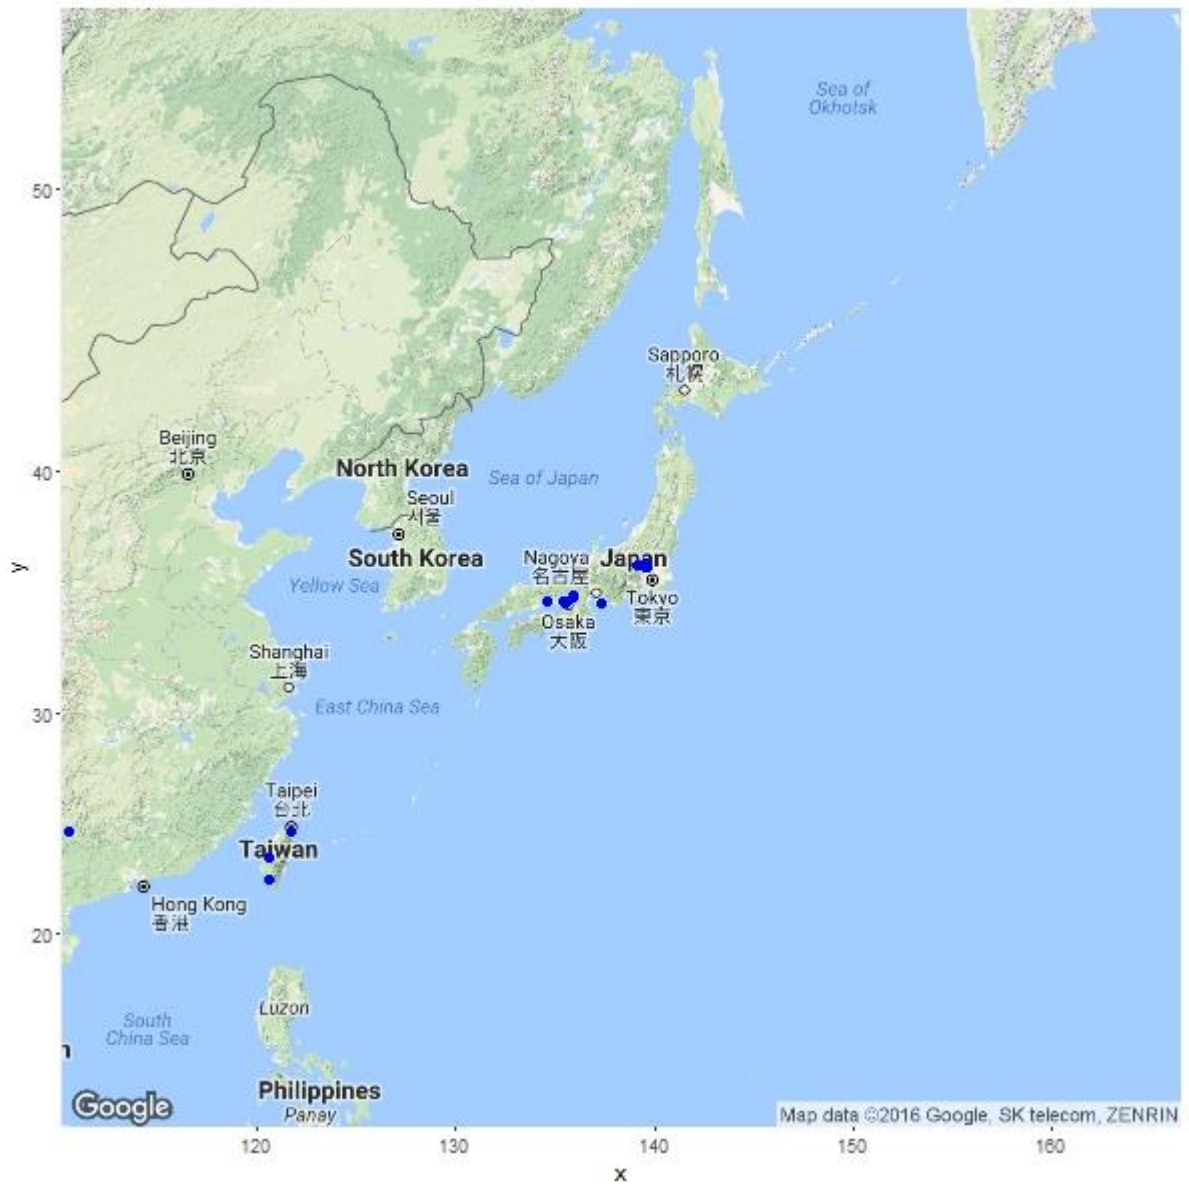 Sea of
Okhotsk
50
Sapporo
札幌
Beijing
北京
40
North Korea
Sea of Japan
Seoul
서울
South Korea
Nagoya
名古屋
Japan
Yellow Sea
Tokyo
東京
Osaka
大阪
y
Shanghai
上海
East China Sea
30
Taipei
台北
Taiwan
Hong Kong
香港
20
Luzon
South
China Sea
n
Philippines
Panay
Google
Map data ©2016 Google, SK telecom, ZENRIN
120
130
140
150
160
x